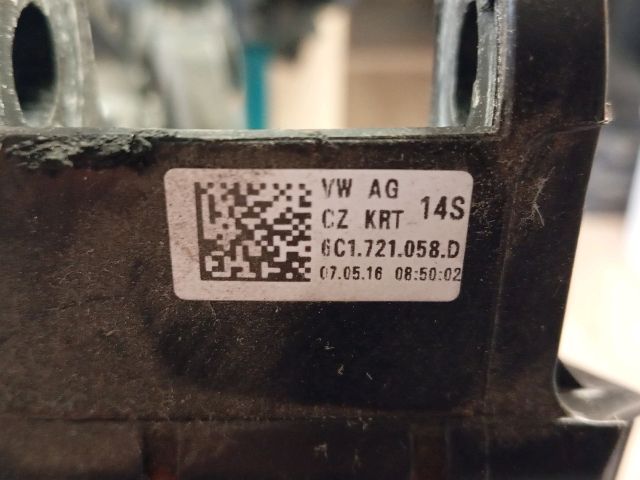 VW AG
CZ KRT 14S
6C1.721.058.D
07.05.16 08:50:02